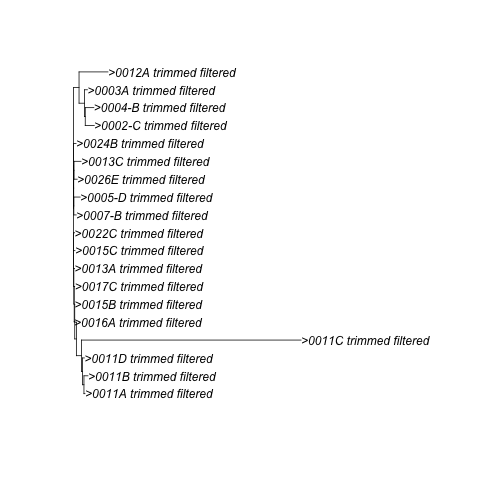 >0012A trimmed filtered
>0003A trimmed filtered
>0004-B trimmed filtered
>0002-C trimmed filtered
>0024B trimmed filtered
>0013C trimmed filtered
>0026E trimmed filtered
>0005-D trimmed filtered
>0007-B trimmed filtered
>0022C trimmed filtered
>0015C trimmed filtered
>0013A trimmed filtered
>0017C trimmed filtered
>0015B trimmed filtered
>0016A trimmed filtered
>0011C trimmed filtered
>0011D trimmed filtered
>0011B trimmed filtered
>0011A trimmed filtered